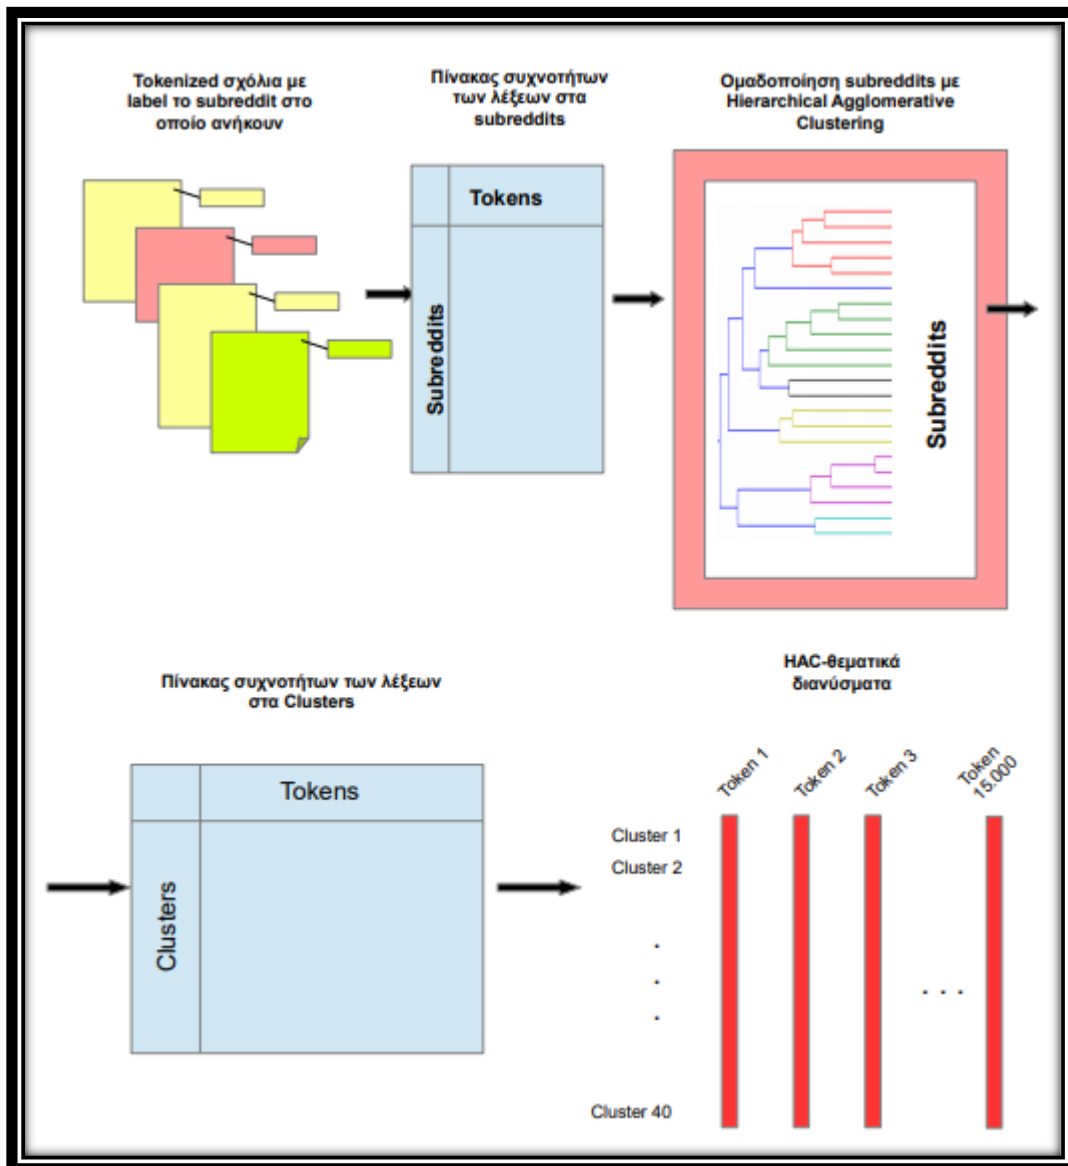 Tokenized σχόλια με
label το subreddit στο
οποίο ανήκουν
Πίνακας συχνοτήτων
των λέξεων στα
subreddits
Ομαδοποίηση subreddits με
Hierarchical Agglomerative
Clustering
Tokens
Subreddits
Subreddits
Πίνακας συχνοτήτων των λέξεων
στα Clusters
Tokens
Clusters
HAC-θεματικά
διανύσματα
Token 1
Token 2
Token 3
Token
15.000
Cluster 1
Cluster 2
.
.
.
. . .
Cluster 40